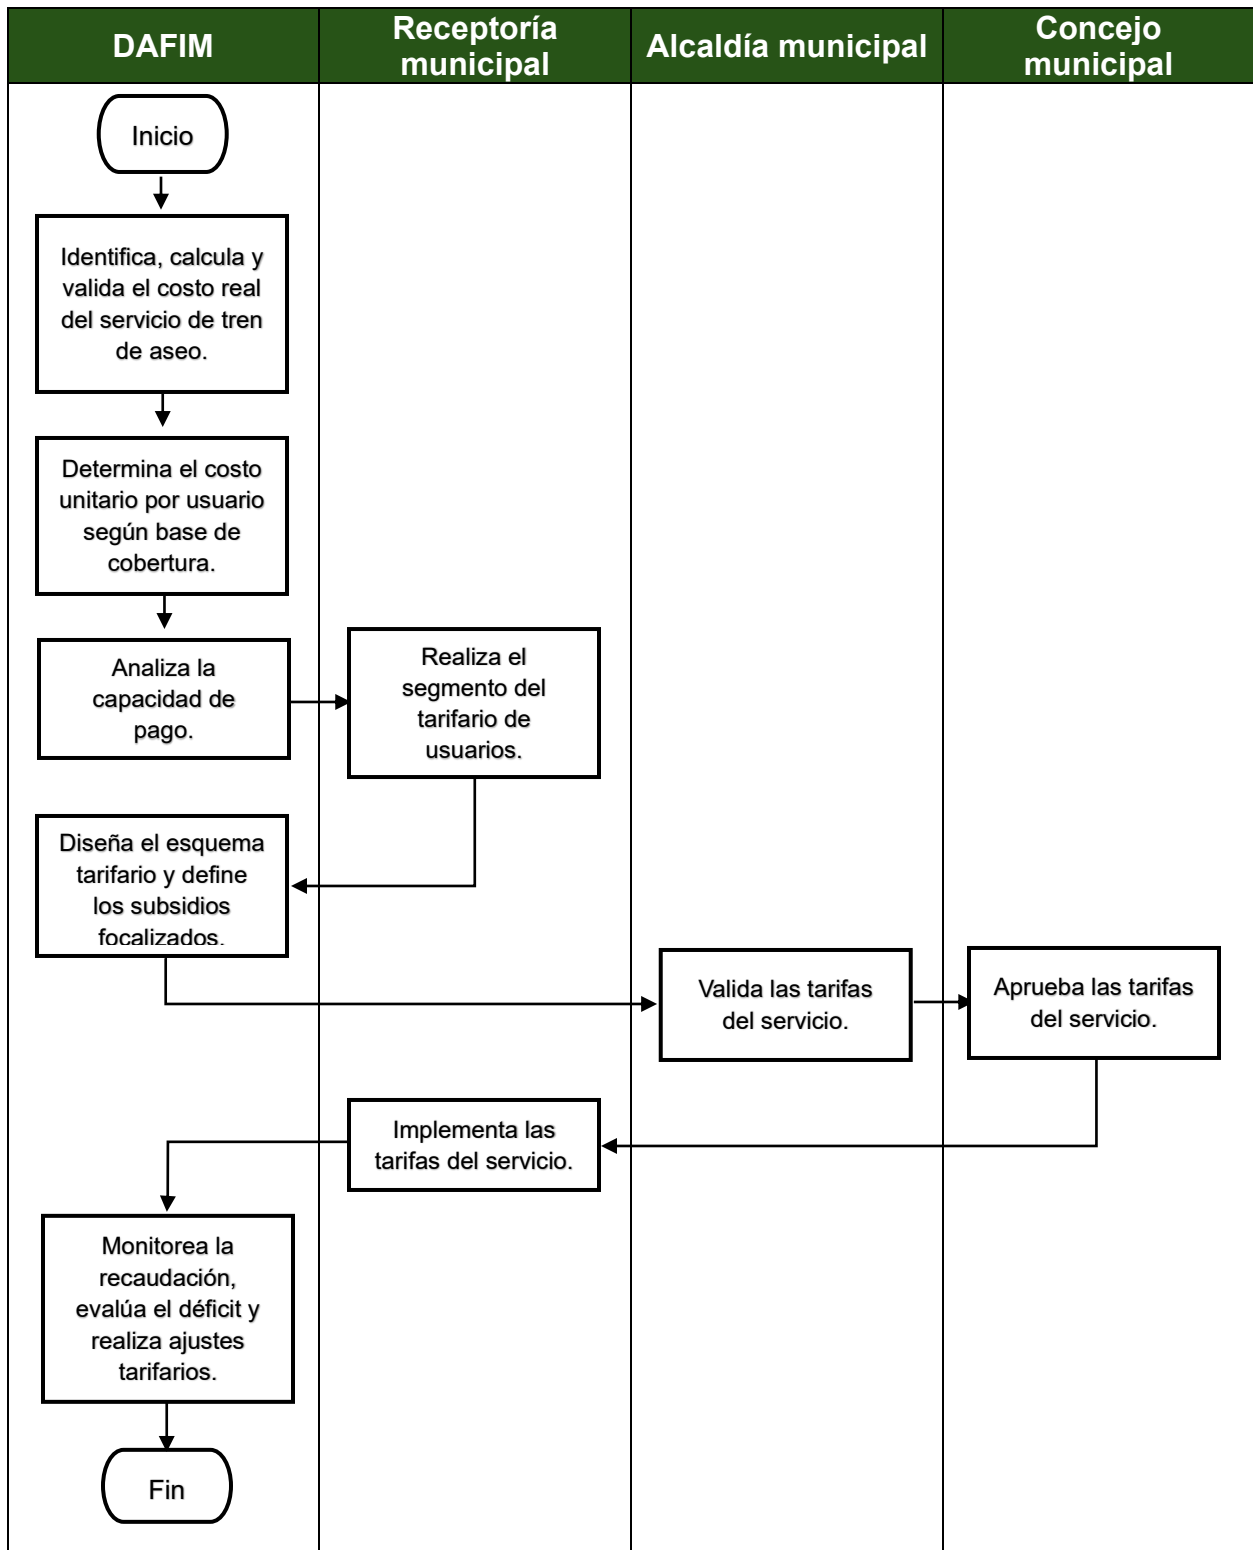 DAFIM
Receptoría
municipal
Alcaldía municipal
Concejo
municipal
Inicio
Identifica, calcula y
valida el costo real
del servicio de tren
de aseo.
Determina el costo
unitario por usuario
según base de
cobertura.
Analiza la
capacidad de
pago.
Realiza el
segmento del
tarifario de
usuarios.
Diseña el esquema
tarifario y define
los subsidios
focalizados.
Valida las tarifas
del servicio.
Aprueba las tarifas
del servicio.
Implementa las
tarifas del servicio.
Monitorea la
recaudación,
evalúa el déficit y
realiza ajustes
tarifarios.
Fin